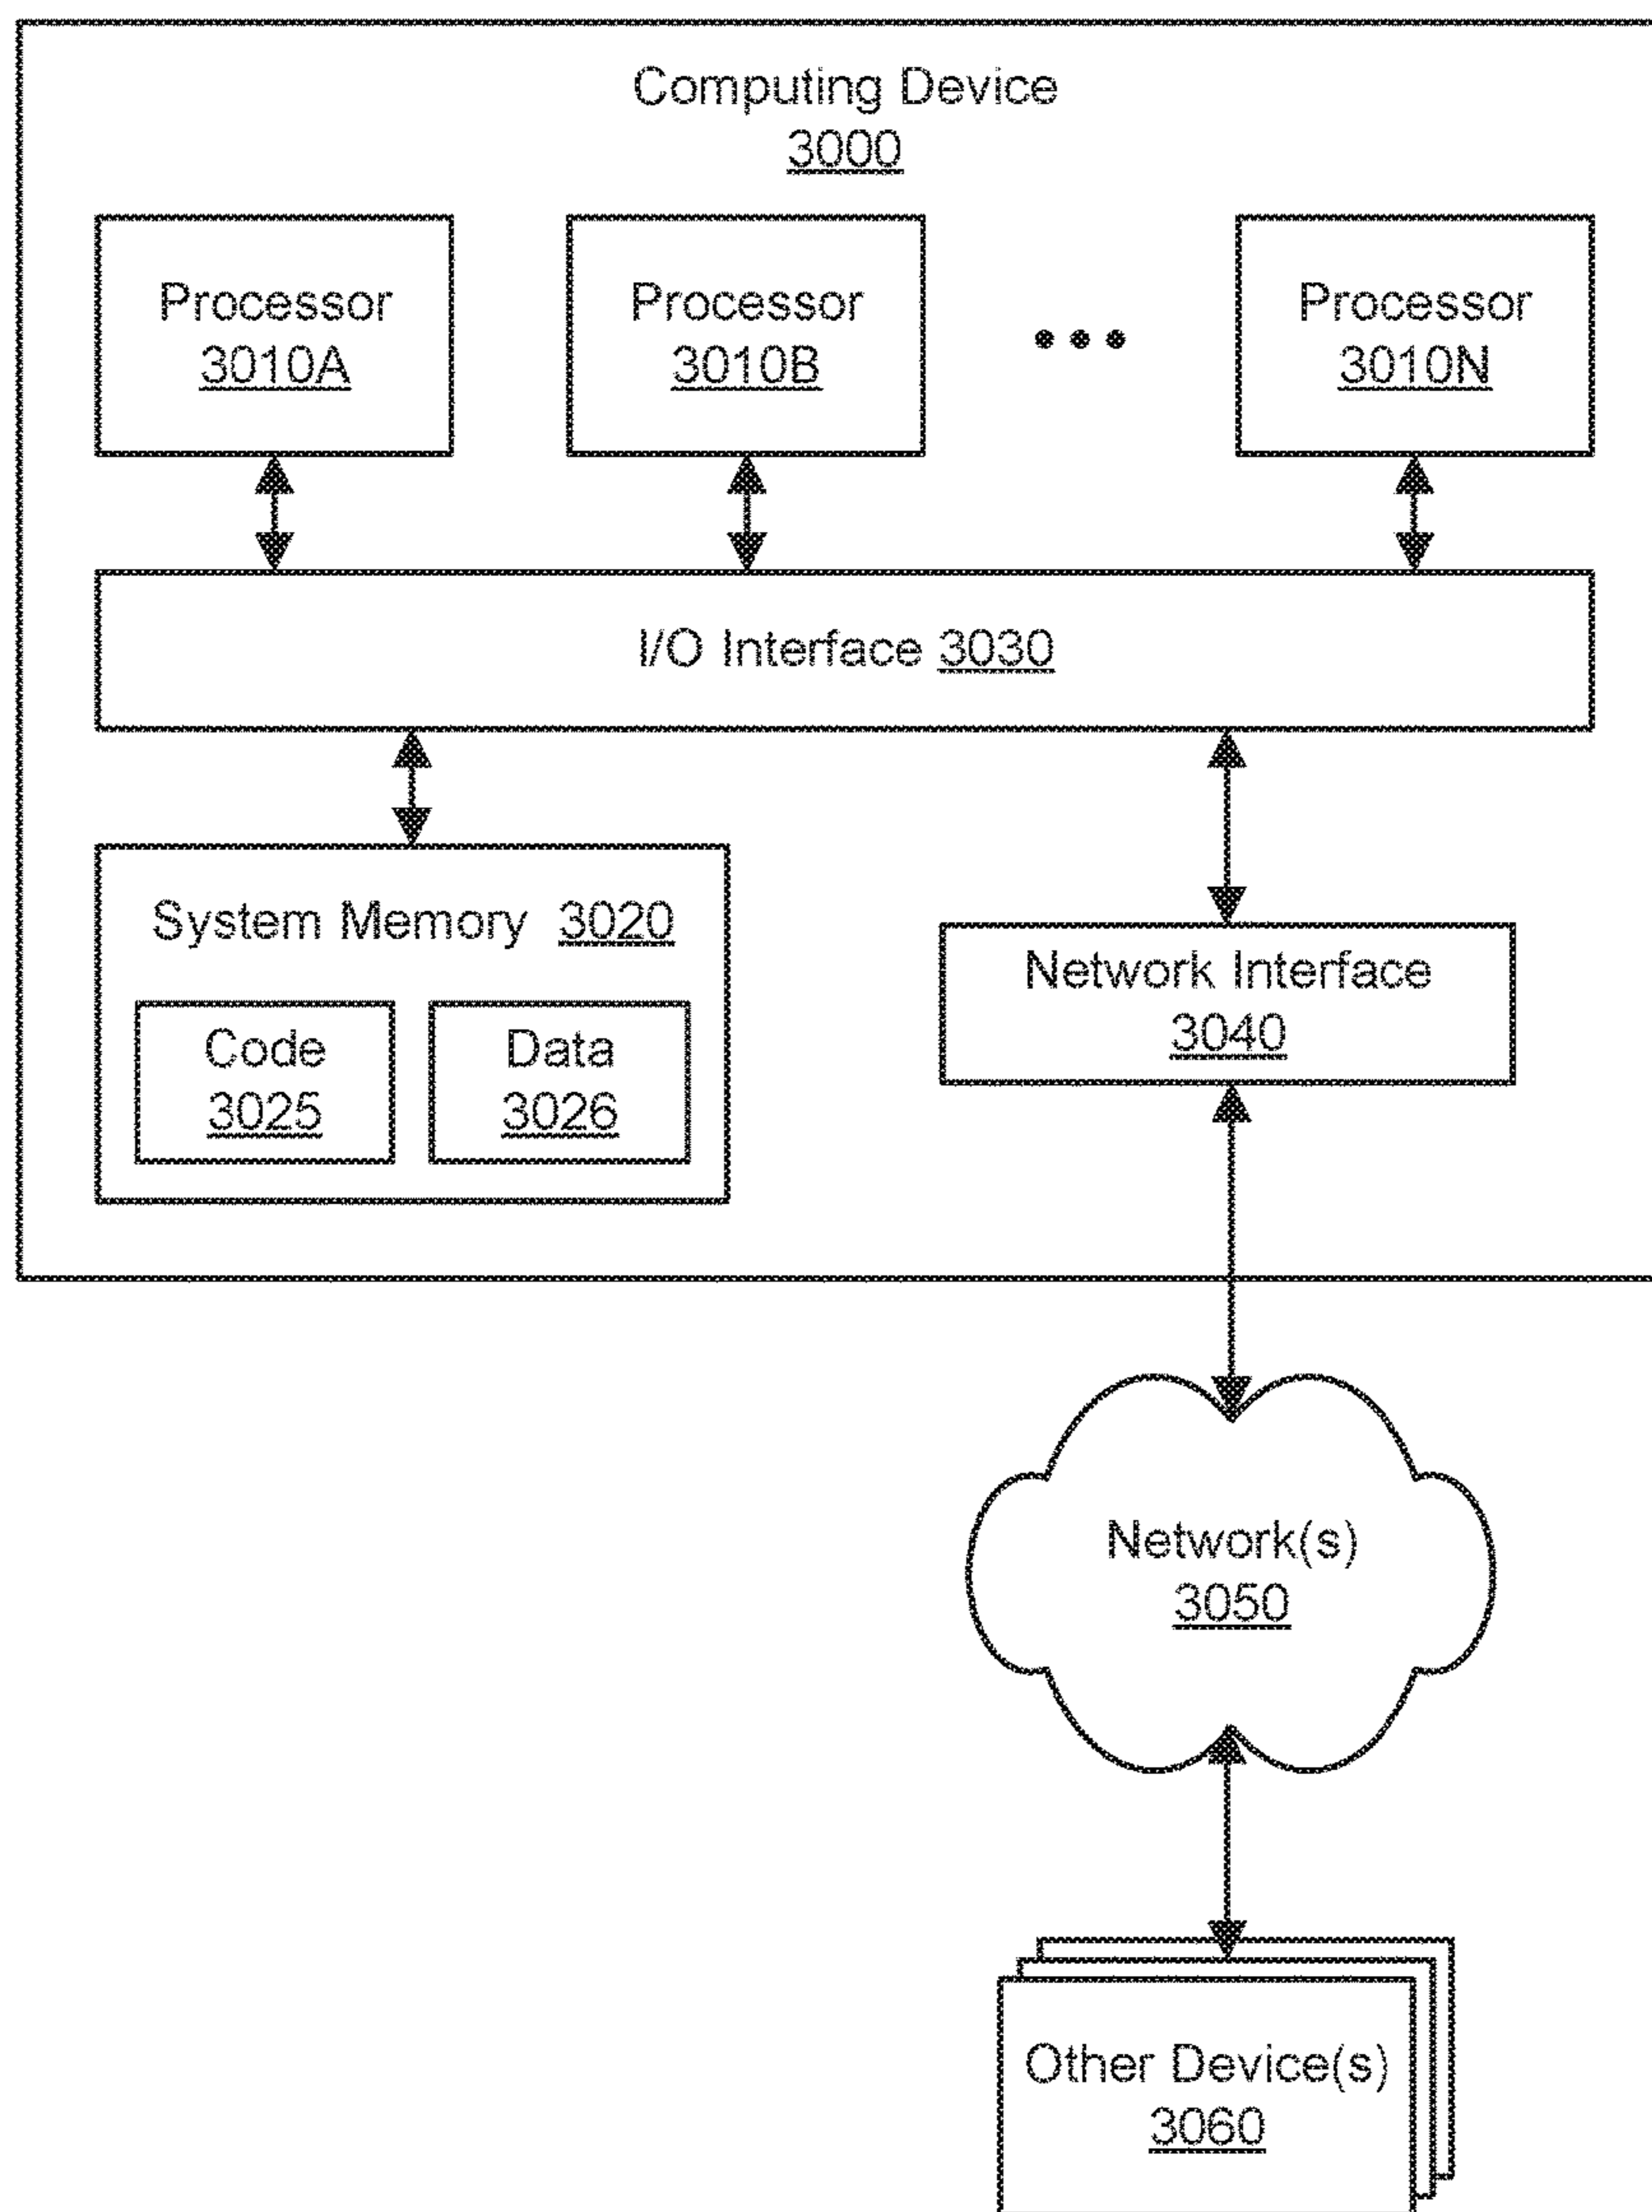 Computing Device
3000
Processor
3010A
Processor
3010B
Processor
3010N
I/O Interface 3030
System Memory 3020
Code
3025
Data
3026
Network Interface
3040
Network(s)
3050
Other Device(s)
3060